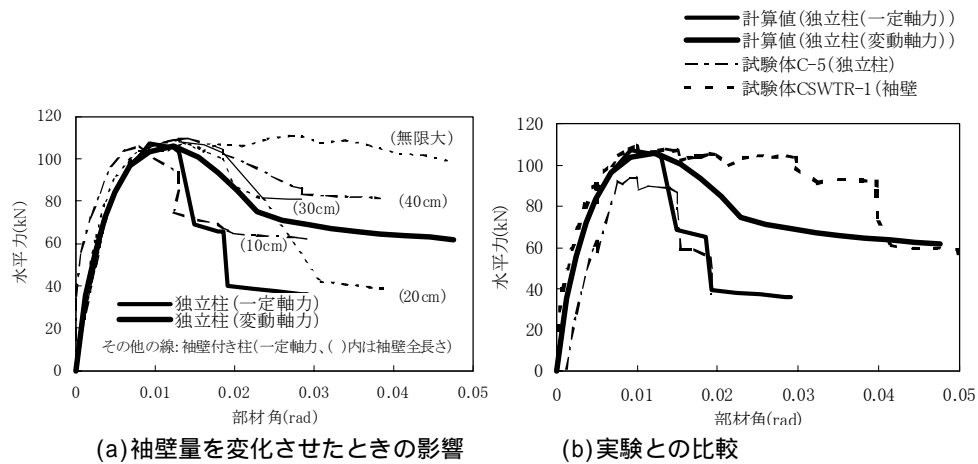 計算値(独立柱(一定軸力))
計算値(独立柱(変動軸力))
試験体C-5(独立柱)
試験体CSWTR-1(袖壁
120
100
80
60
40
20
0
水平力(kN)
(無限大)
(40cm)
(30cm)
(10cm)
(20cm)
独立柱(一定軸力)
独立柱(変動軸力)
その他の線:袖壁付き柱(一定軸力、( )内は袖壁全長さ)
0 0.01 0.02 0.03 0.04 0.05
部材角(rad)
(a)袖壁量を変化させたときの影響
120
100
80
60
40
20
0
水平力(kN)
0 0.01 0.02 0.03 0.04 0.05
部材角(rad)
(b)実験との比較